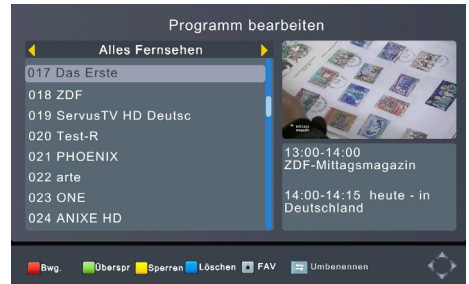 Programm bearbeiten
Alles Fernsehen
017 Das Erste
018 ZDF
019 ServusTV HD Deutsc
020 Test-R
021 PHOENIX
022 arte
023 ONE
024 ANIXE HD
13:00-14:00
ZDF-Mittagsmagazin
14:00-14:15 heute - in
Deutschland
Bwg. Überspr Sperren Löschen FAV Umbenennen